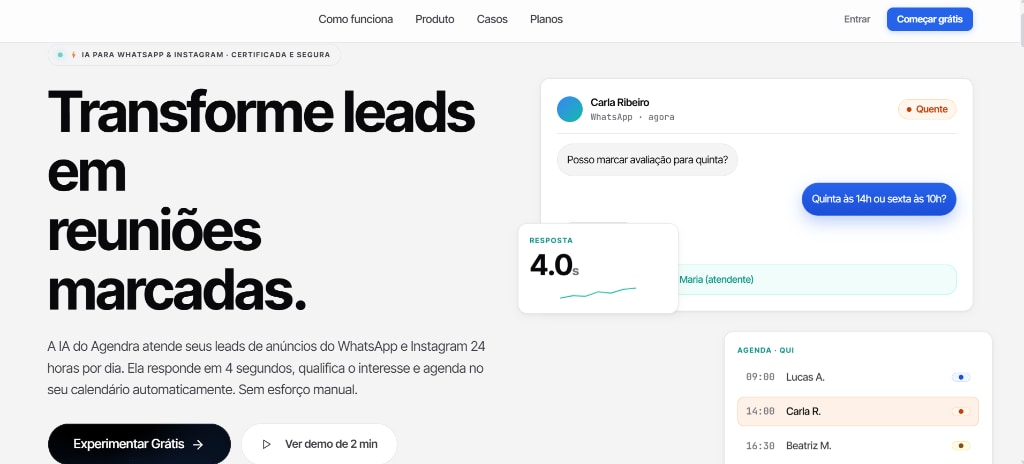 Como funciona Produto Casos Planos Entrar Começar grátis
IA PARA WHATSAPP & INSTAGRAM · CERTIFICADA E SEGURA
Transforme leads
em
reuniões
marcadas.
A IA do Agendra atende seus leads de anúncios do WhatsApp e Instagram 24
horas por dia. Ela responde em 4 segundos, qualifica o interesse e agenda no
seu calendário automaticamente. Sem esforço manual.
Experimentar Grátis →
Ver demo de 2 min
Carla Ribeiro
WhatsApp · agora
Quente
Posso marcar avaliação para quinta?
Quinta às 14h ou sexta às 10h?
RESPOSTA
4.0s
Maria (atendente)
AGENDA · QUI
09:00 Lucas A.
14:00 Carla R.
16:30 Beatriz M.